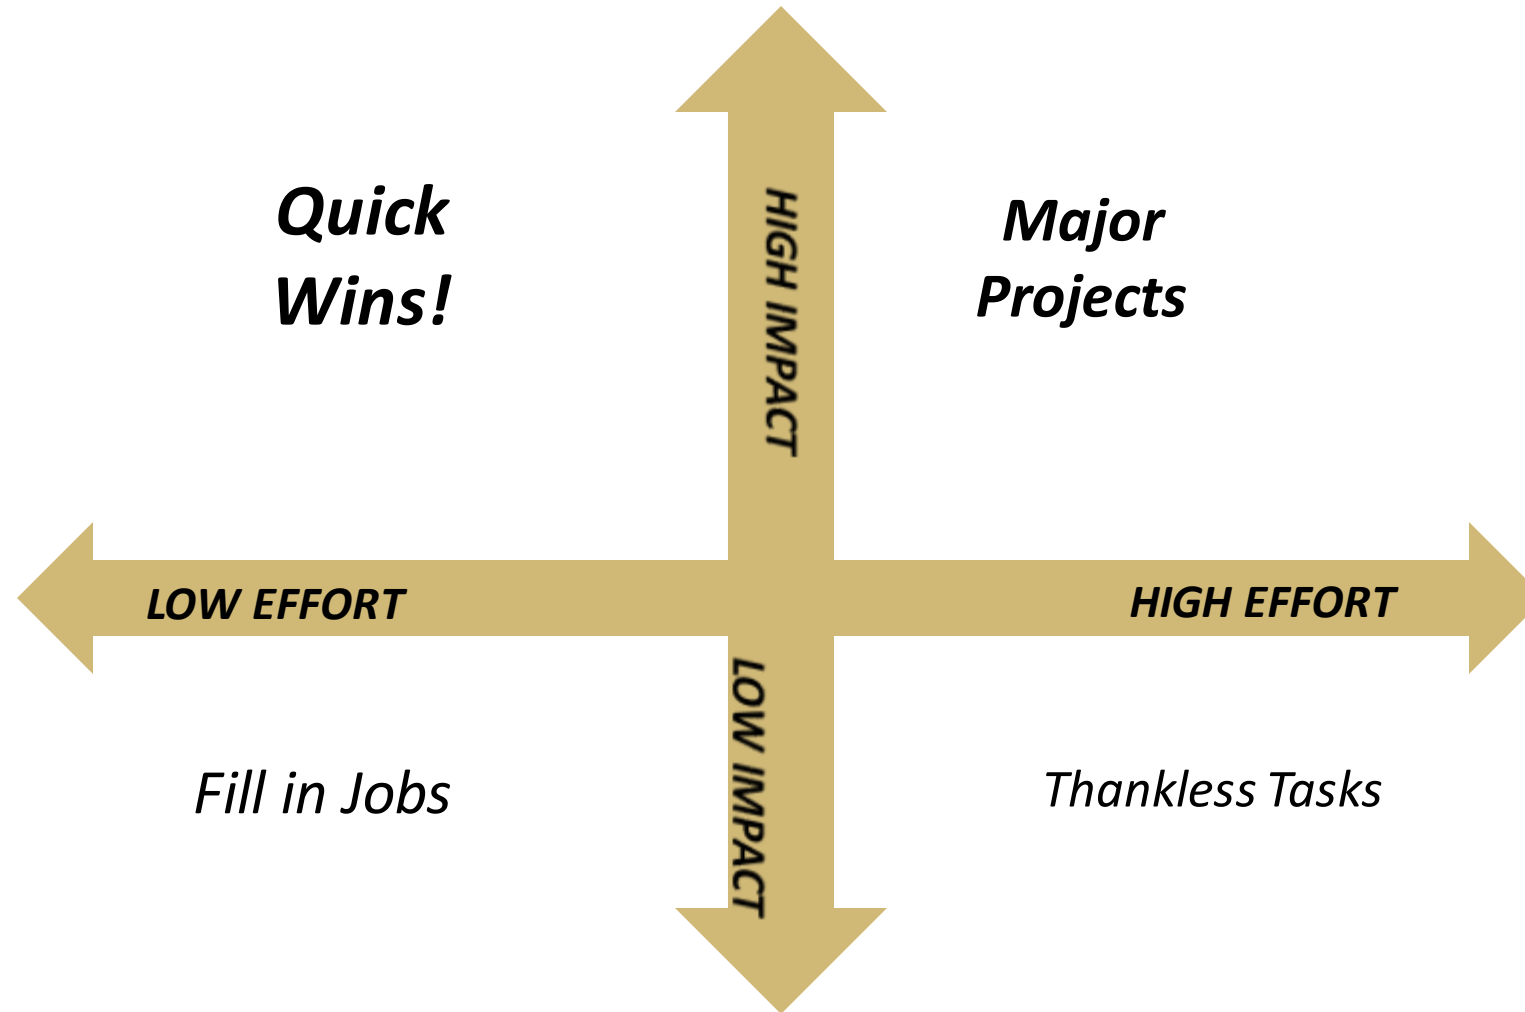 Quick
Wins!
HIGH IMPACT
Major
Projects
LOW EFFORT
HIGH EFFORT
LOW IMPACT
Fill in Jobs
Thankless Tasks